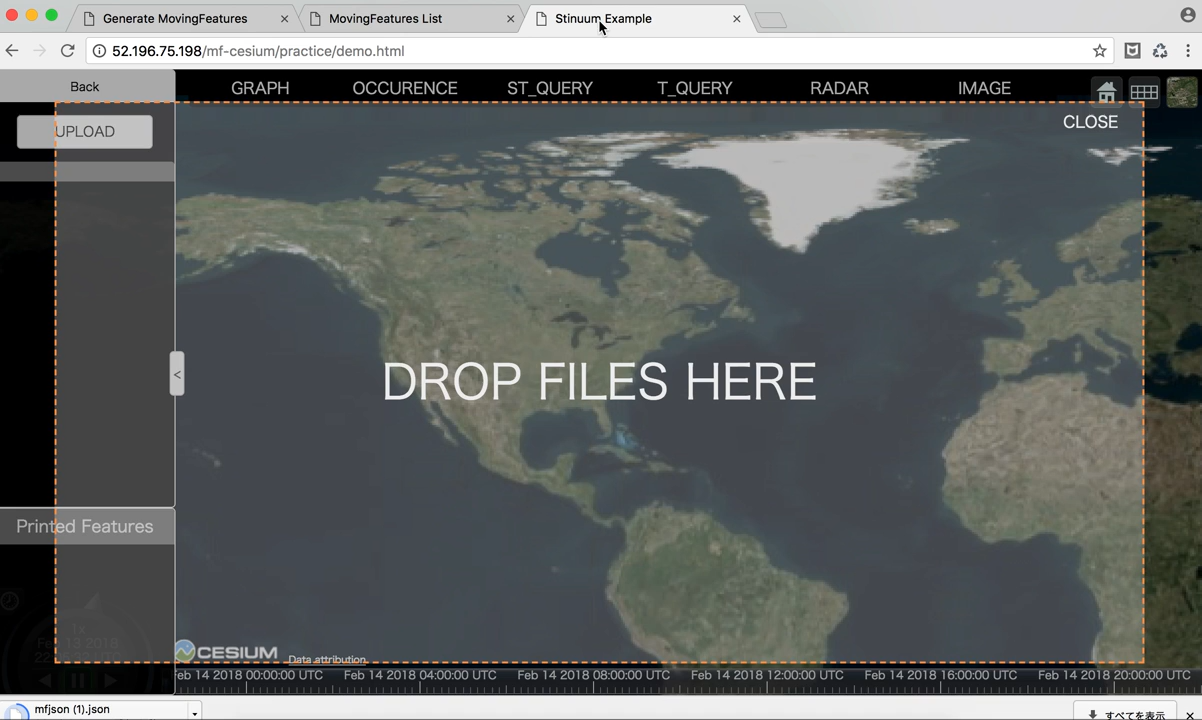 Generate MovingFeatures
MovingFeatures List
Stinuum Example
52.196.75.198/mf-cesium/practice/demo.html
Back
GRAPH
OCCURENCE
ST_QUERY
T_QUERY
RADAR
IMAGE
UPLOAD
CLOSE
DROP FILES HERE
<
Printed Features
1x
Feb 13 2018
CESIUM
Data attribution
Feb 14 2018 00:00:00 UTC
Feb 14 2018 04:00:00 UTC
Feb 14 2018 08:00:00 UTC
Feb 14 2018 12:00:00 UTC
Feb 14 2018 16:00:00 UTC
Feb 14 2018 20:00:00 UTC
mfjson (1).json
すべてを表示